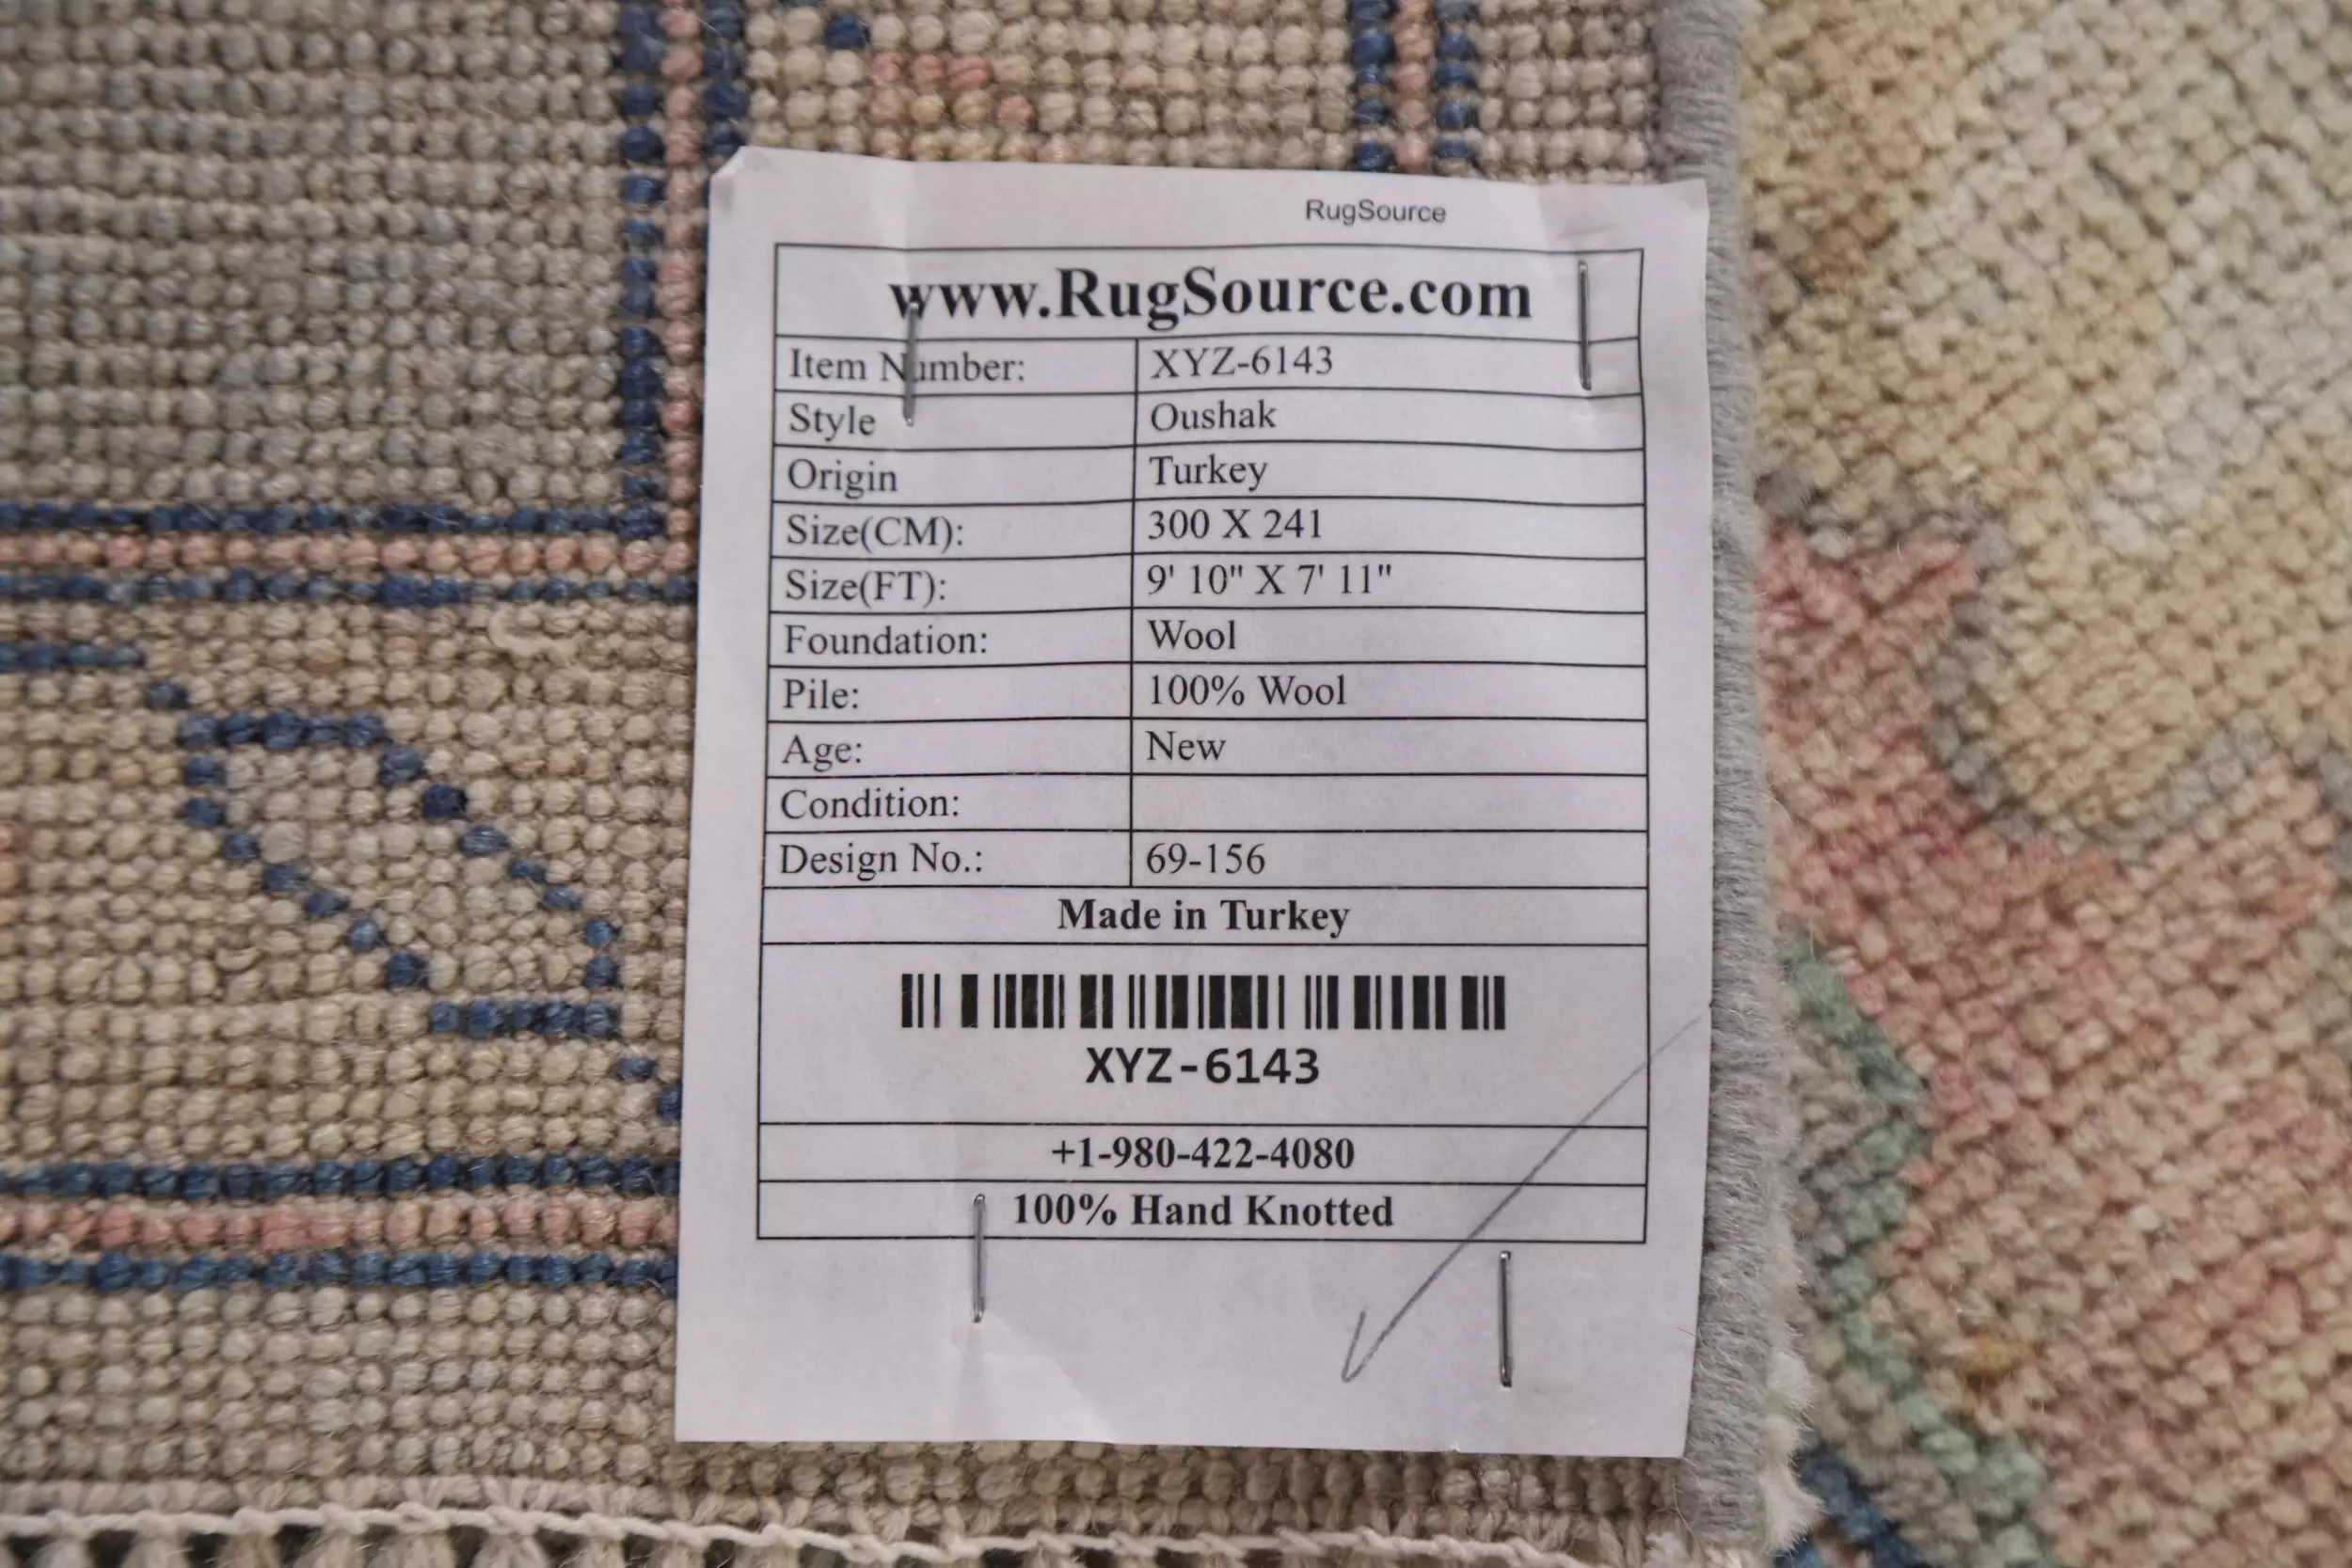 RugSource
www.RugSource.com
Item Number: XYZ-6143
Style Oushak
Origin Turkey
Size(CM): 300 X 241
Size(FT): 9' 10" X 7' 11"
Foundation: Wool
Pile: 100% Wool
Age: New
Condition:
Design No.: 69-156
Made in Turkey
XYZ-6143
+1-980-422-4080
100% Hand Knotted